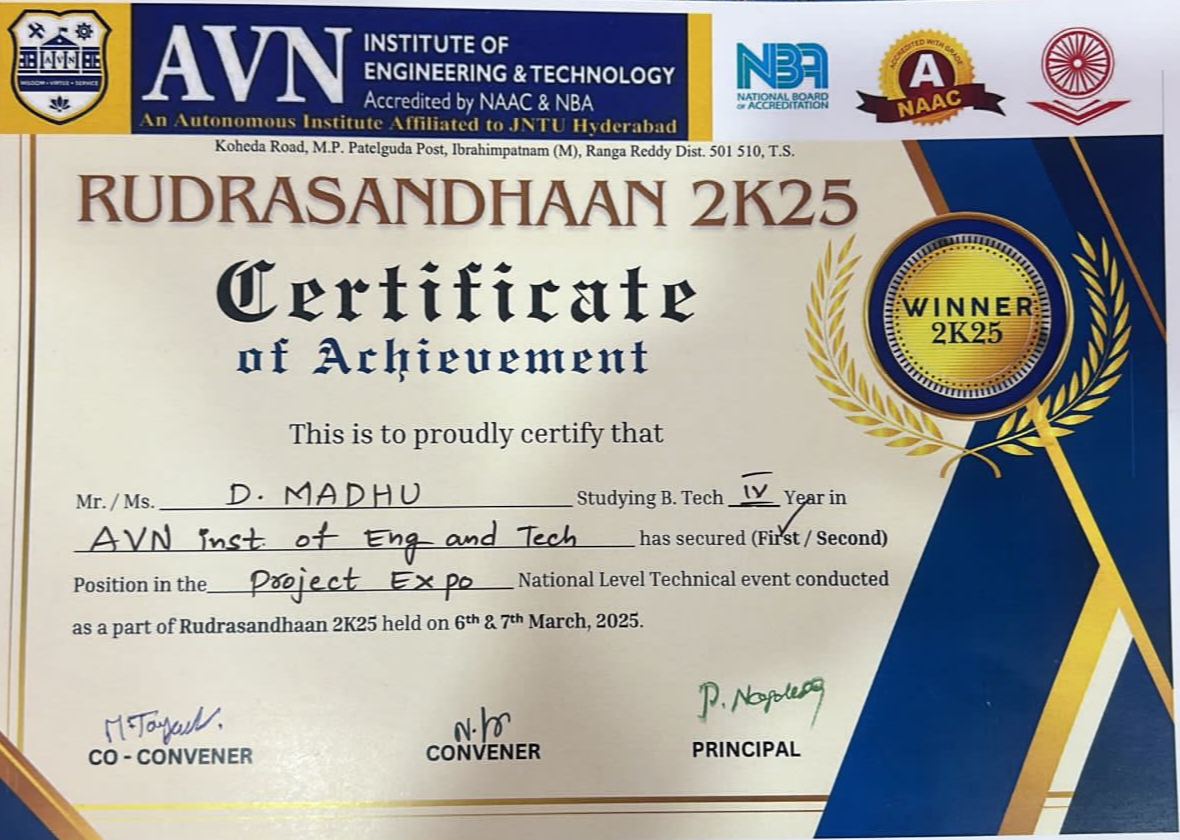 AVN
WISDOM • VIRTUE • SERVICE
AVN
INSTITUTE OF
ENGINEERING & TECHNOLOGY
Accredited by NAAC & NBA
An Autonomous Institute Affiliated to JNTU Hyderabad
NBA
NATIONAL BOARD
of ACCREDITATION
ACCREDITED WITH GRADE
A
NAAC
Koheda Road, M.P. Patelguda Post, Ibrahimpatnam (M), Ranga Reddy Dist. 501 510, T.S.
RUDRASANDHAAN 2K25
Certificate
of Achievement
WINNER
2K25
This is to proudly certify that
Mr. / Ms. D. MADHU Studying B. Tech IV Year in
AVN inst. of Eng and Tech has secured (First / Second)
Position in the Project Expo National Level Technical event conducted
as a part of Rudrasandhaan 2K25 held on 6th & 7th March, 2025.
CO - CONVENER
CONVENER
PRINCIPAL